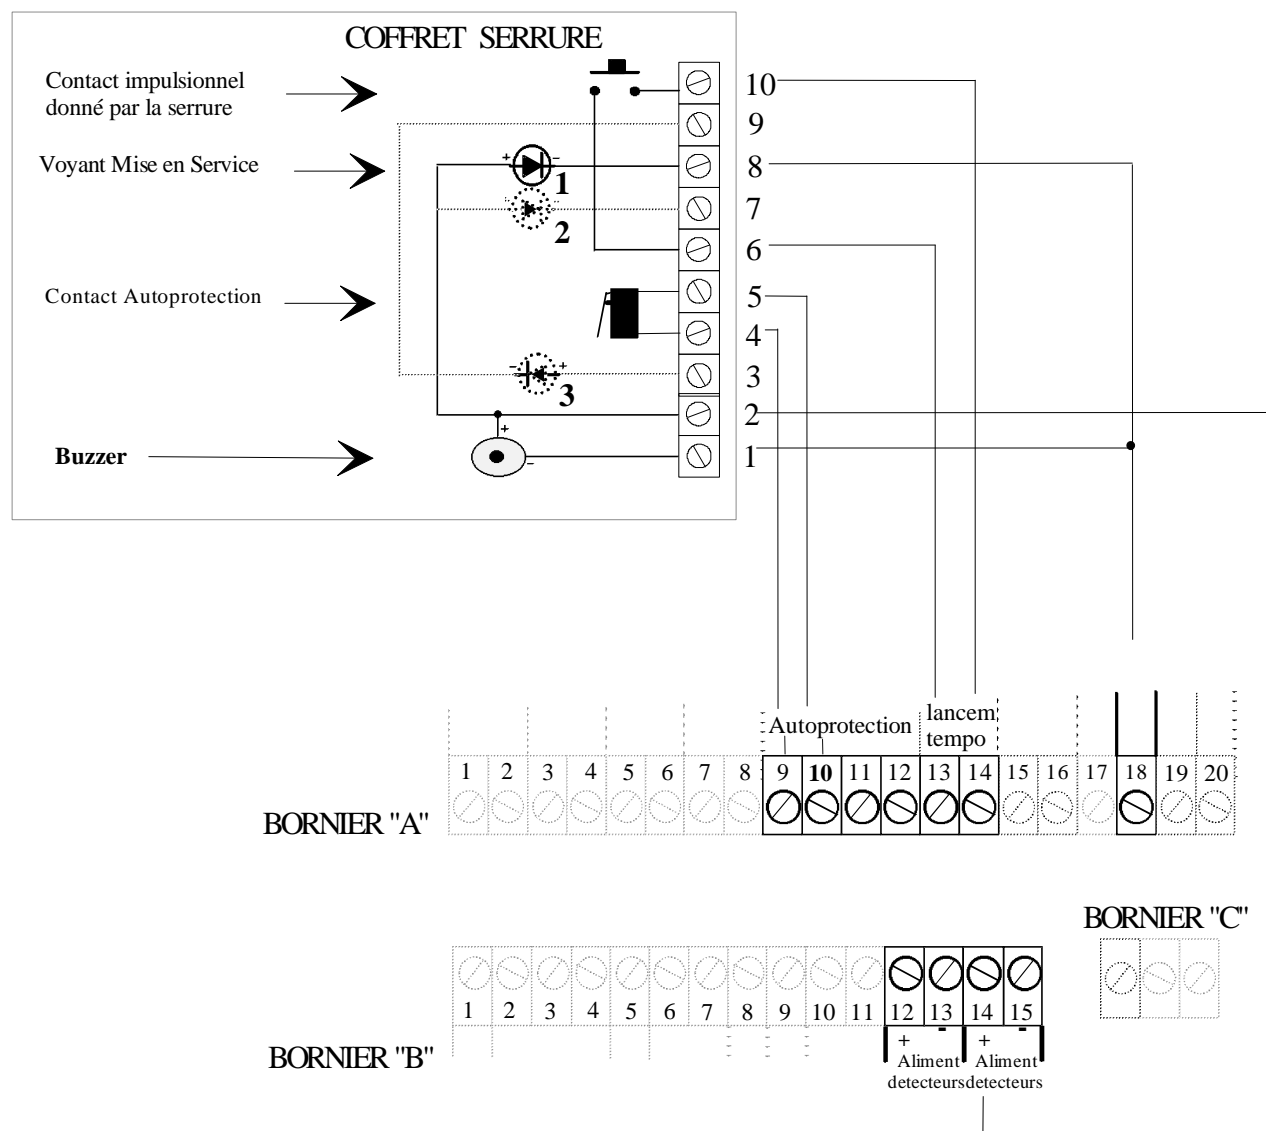 COFFRET SERRURE
Contact impulsionnel
donné par la serrure
10
9
Voyant Mise en Service
+
-
1
8
2
7
6
Contact Autoprotection
5
4
-
+
3
3
2
Buzzer
+
-
1
Autoprotection
lancem
tempo
1 2 3 4 5 6 7 8 9 10 11 12 13 14 15 16 17 18 19 20
BORNIER "A"
BORNIER "C"
1 2 3 4 5 6 7 8 9 10 11 12 13 14 15
BORNIER "B"
+ - + -
Aliment Aliment
detecteurs detecteurs